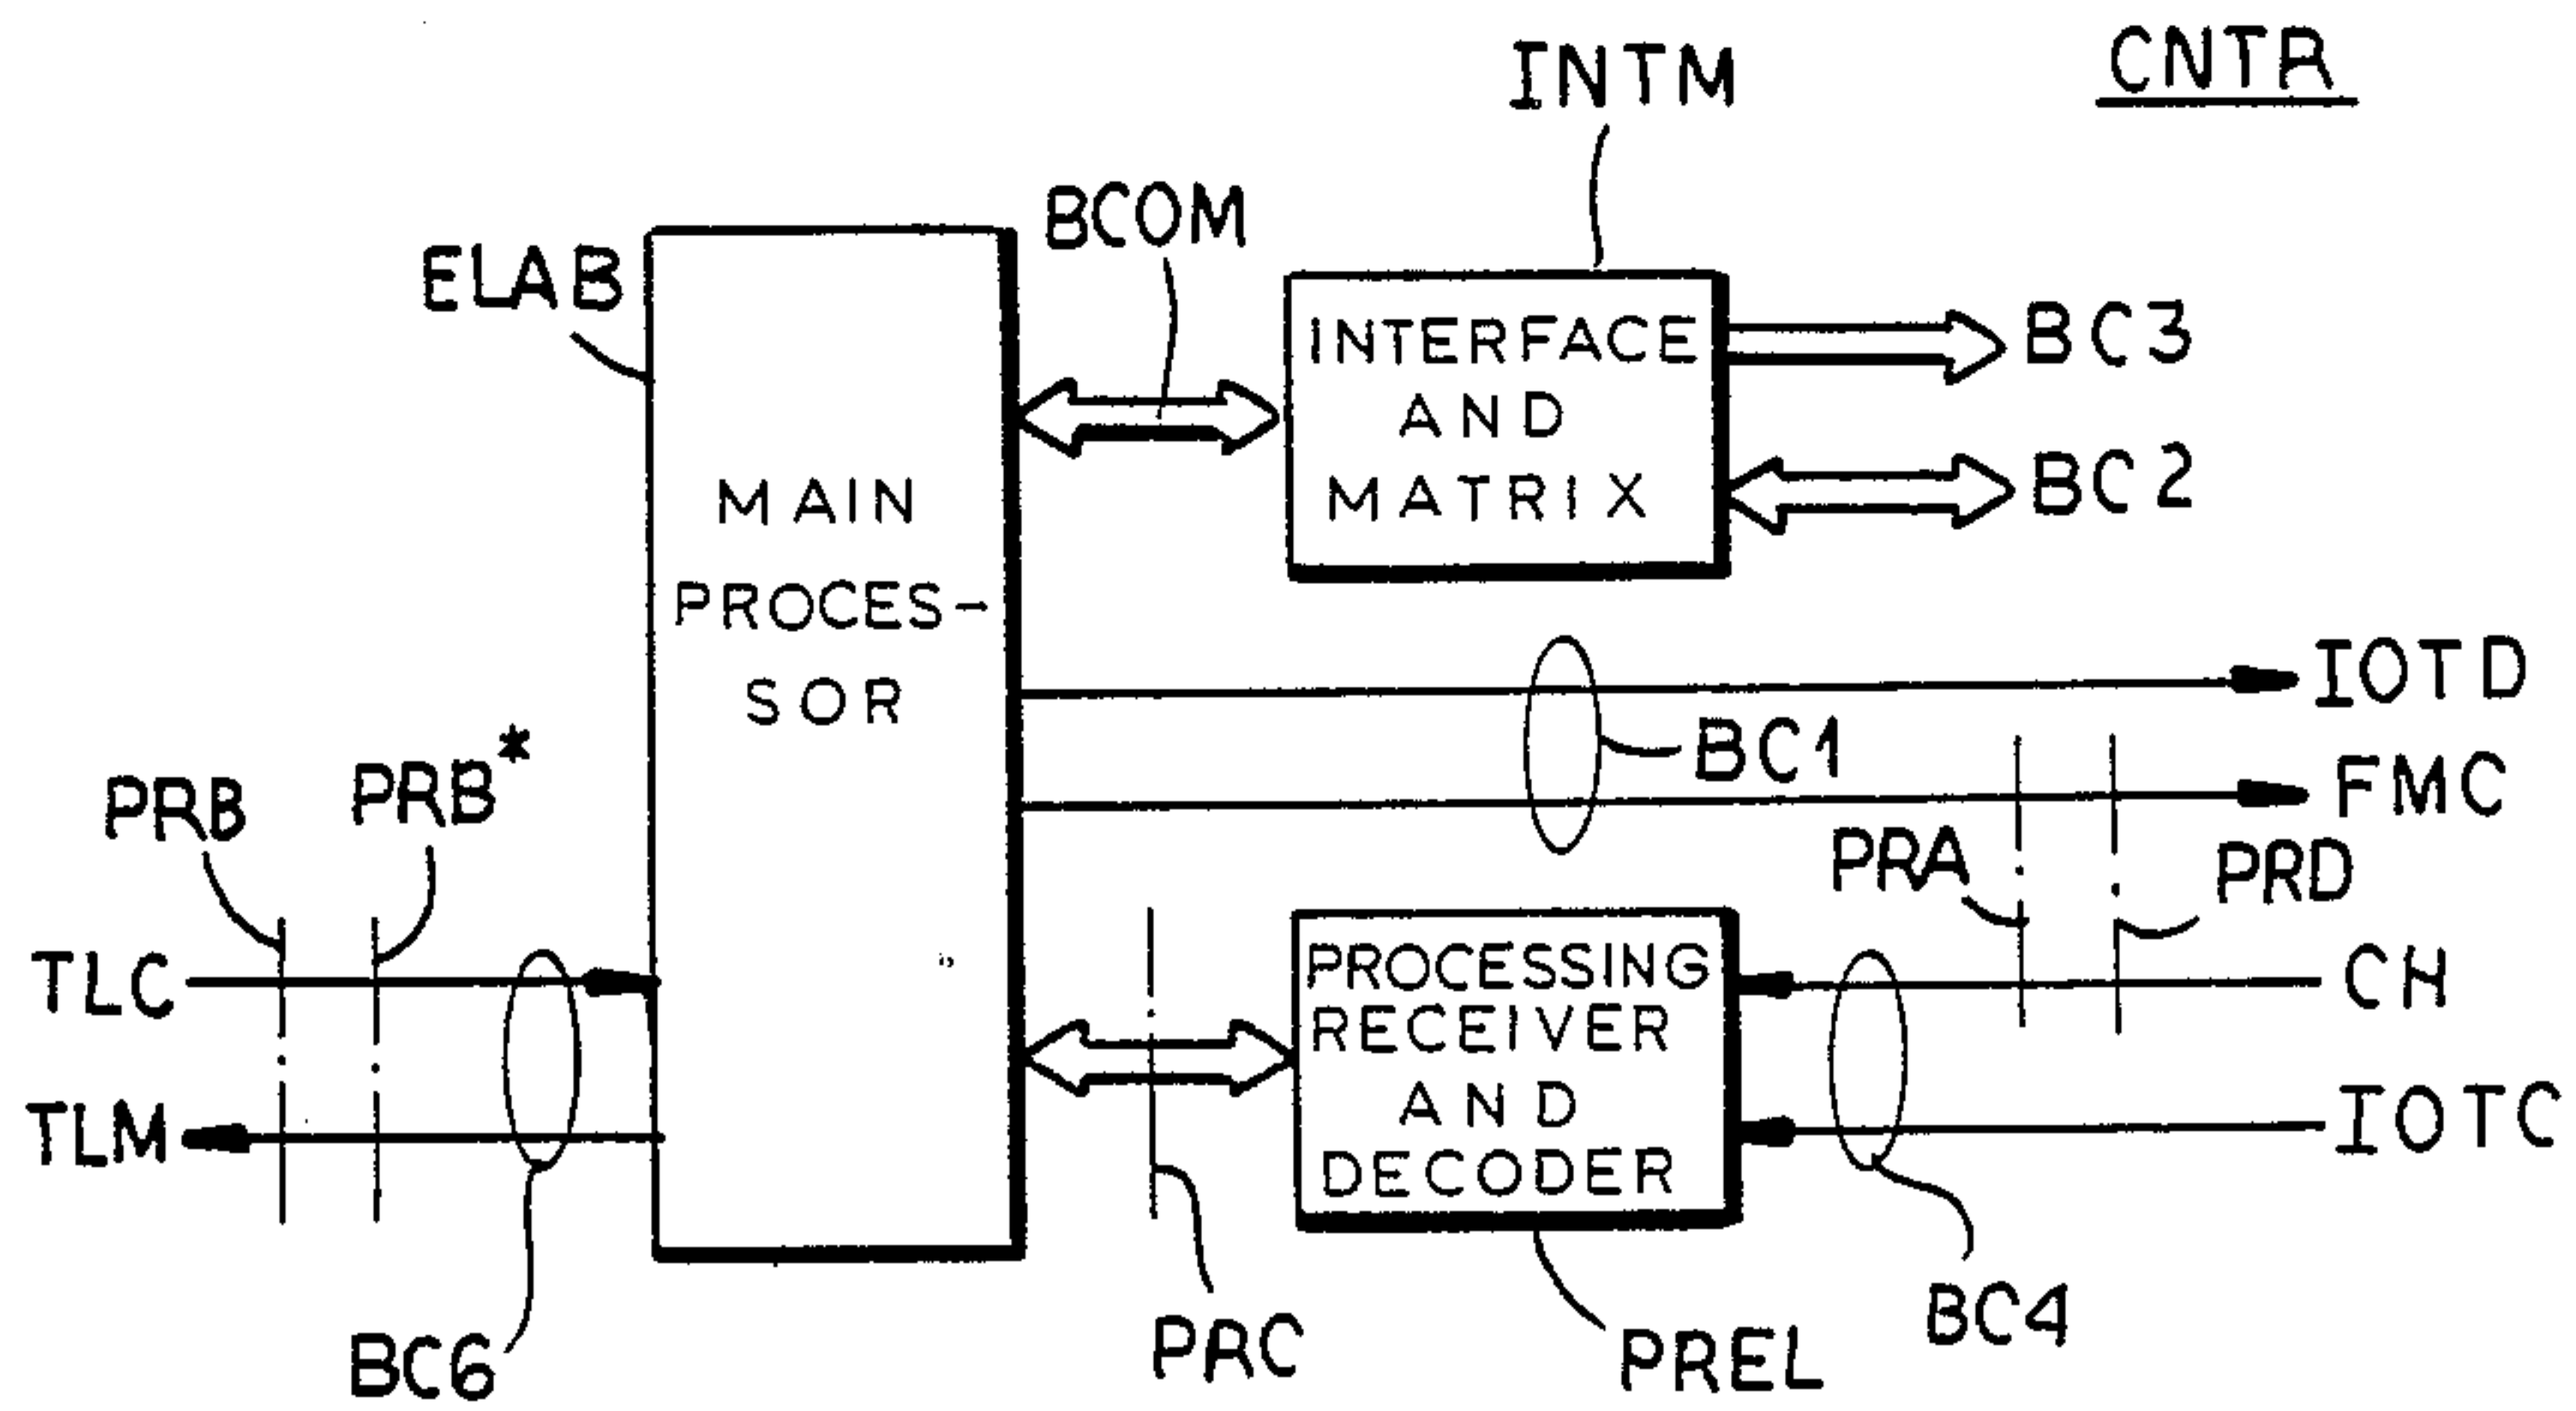 CNTR
INTM
BCOM
ELAB
INTERFACE
AND
MATRIX
BC3
BC2
MAIN
PROCES-
SOR
IOTD
BC1
FMC
PRB
PRB*
PRA
PRD
TLC
TLM
PROCESSING
RECEIVER
AND
DECODER
CH
IOTC
BC6
PRC
PREL
BC4